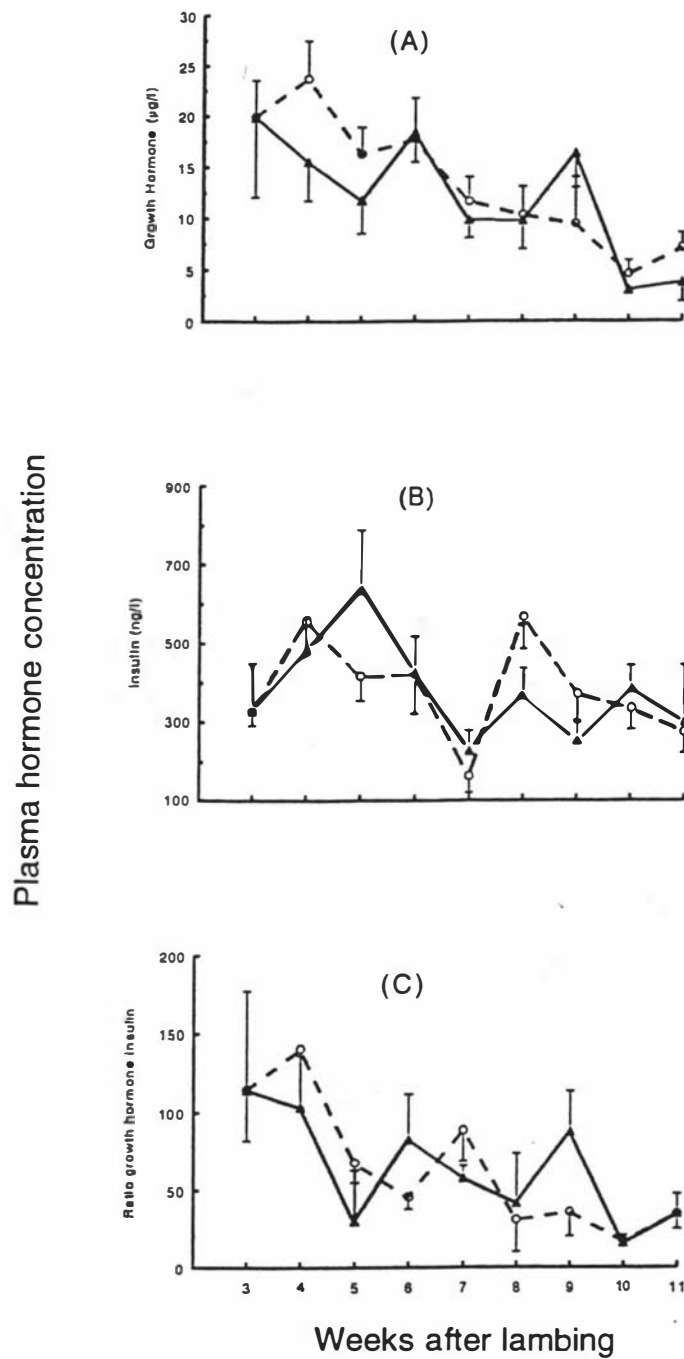 Plasma hormone concentration
(A)
Growth Hormone (µg/l)
30
25
20
15
10
5
0
(B)
Insulin (ng/l)
900
700
500
300
100
(C)
Ratio growth hormone insulin
200
150
100
50
0
3 4 5 6 7 8 9 10 11
Weeks after lambing